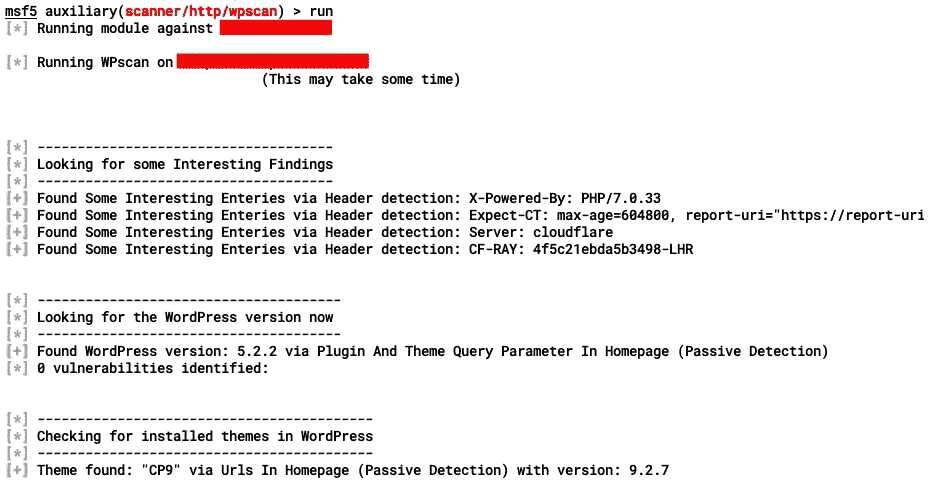 msf5 auxiliary(scanner/http/wpscan) > run
[*] Running module against
[*] Running WPscan on
(This may take some time)
[*] -------------------------------------
[*] Looking for some Interesting Findings
[*] -------------------------------------
[+] Found Some Interesting Enteries via Header detection: X-Powered-By: PHP/7.0.33
[+] Found Some Interesting Enteries via Header detection: Expect-CT: max-age=604800, report-uri="https://report-uri
[+] Found Some Interesting Enteries via Header detection: Server: cloudflare
[+] Found Some Interesting Enteries via Header detection: CF-RAY: 4f5c21ebda5b3498-LHR
[*] --------------------------------------
[*] Looking for the WordPress version now
[*] --------------------------------------
[+] Found WordPress version: 5.2.2 via Plugin And Theme Query Parameter In Homepage (Passive Detection)
[*] 0 vulnerabilities identified:
[*] ------------------------------------------
[*] Checking for installed themes in WordPress
[*] ------------------------------------------
[+] Theme found: "CP9" via Urls In Homepage (Passive Detection) with version: 9.2.7